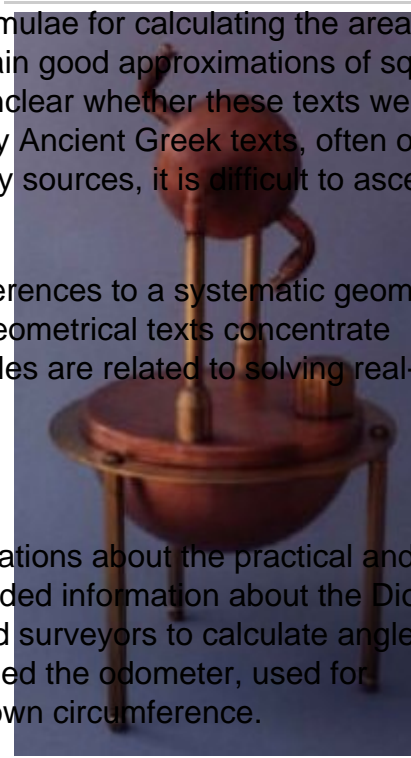 mulae for calculating the area
ain good approximations of sq
nclear whether these texts we
y Ancient Greek texts, often o
y sources, it is difficult to asce
erences to a systematic geom
eometrical texts concentrate
les are related to solving real-
ations about the practical and
ded information about the Dio
d surveyors to calculate angle
ed the odometer, used for
own circumference.